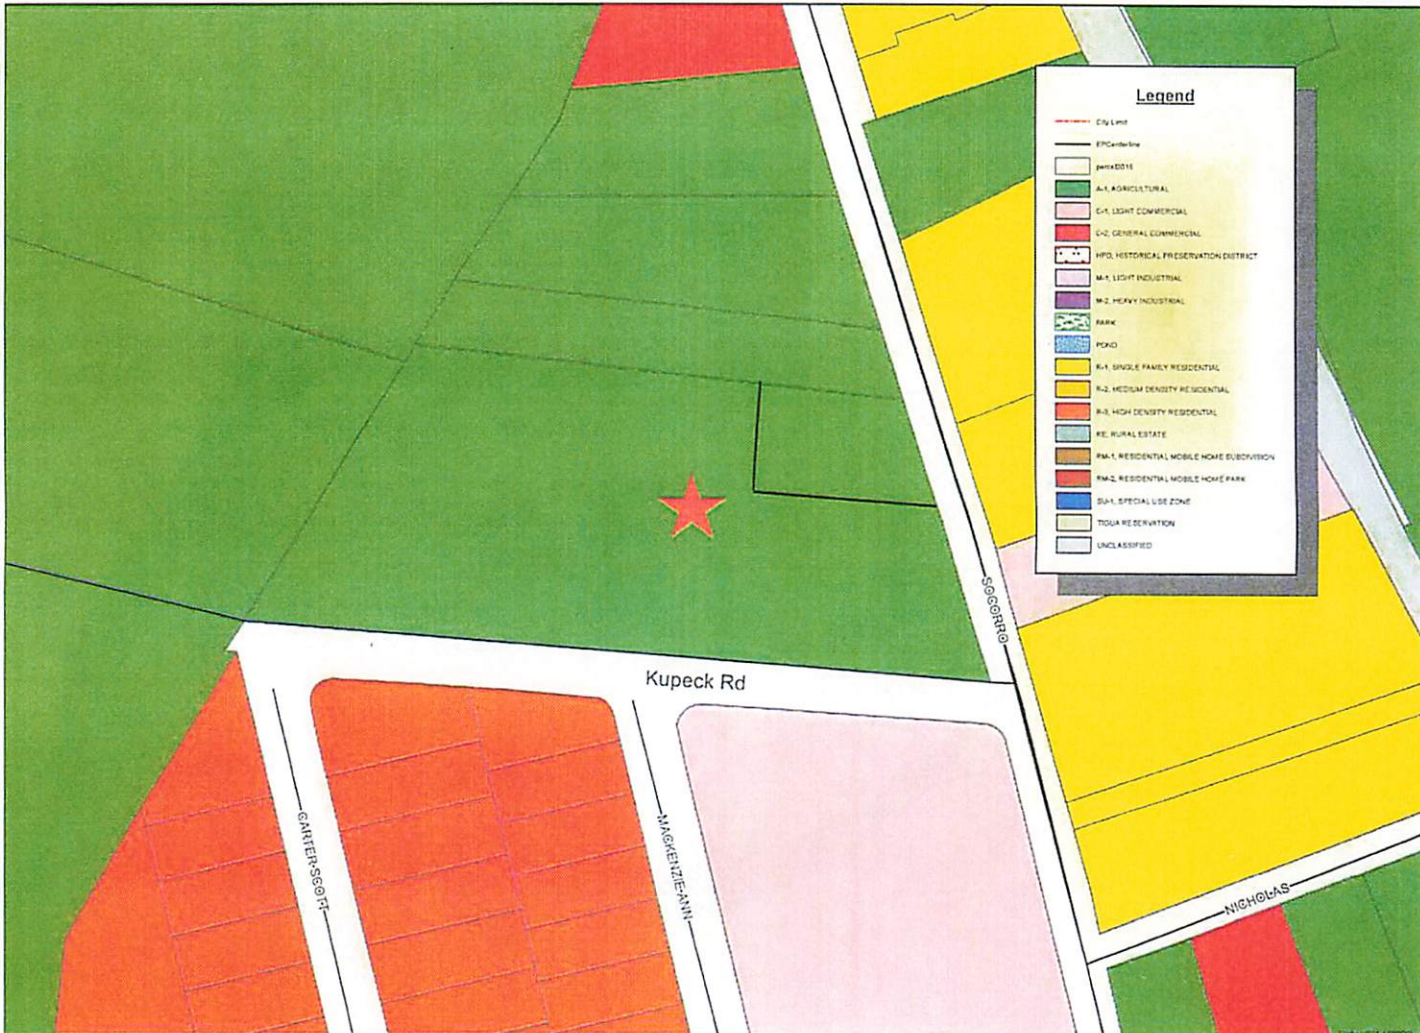 Legend
City Limit
EPCenterline
A-1, AGRICULTURAL
C-1, LIGHT COMMERCIAL
C-2, GENERAL COMMERCIAL
HPD, HISTORICAL PRESERVATION DISTRICT
M-1, LIGHT INDUSTRIAL
M-2, HEAVY INDUSTRIAL
PARK
POND
R-1, SINGLE FAMILY RESIDENTIAL
R-2, MEDIUM DENSITY RESIDENTIAL
R-3, HIGH DENSITY RESIDENTIAL
RE, RURAL ESTATE
RM-1, RESIDENTIAL MOBILE HOME SUBDIVISION
RM-2, RESIDENTIAL MOBILE HOME PARK
SU-1, SPECIAL USE ZONE
TIGUA RESERVATION
UNCLASSIFIED
SOCORRO
Kupeck Rd
CARTER SCOTT
MACKENZIE ANN
NICHOLAS